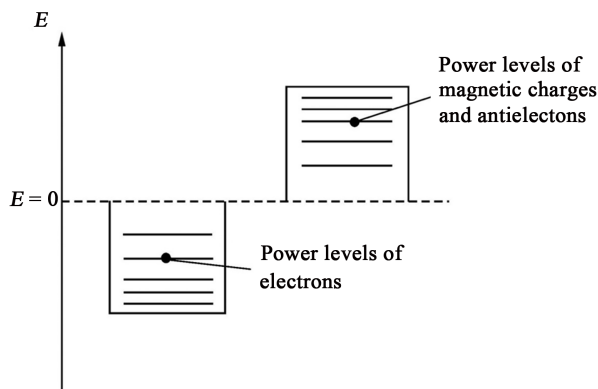 E
Power levels of
magnetic charges
and antielectons
E = 0
Power levels of
electrons